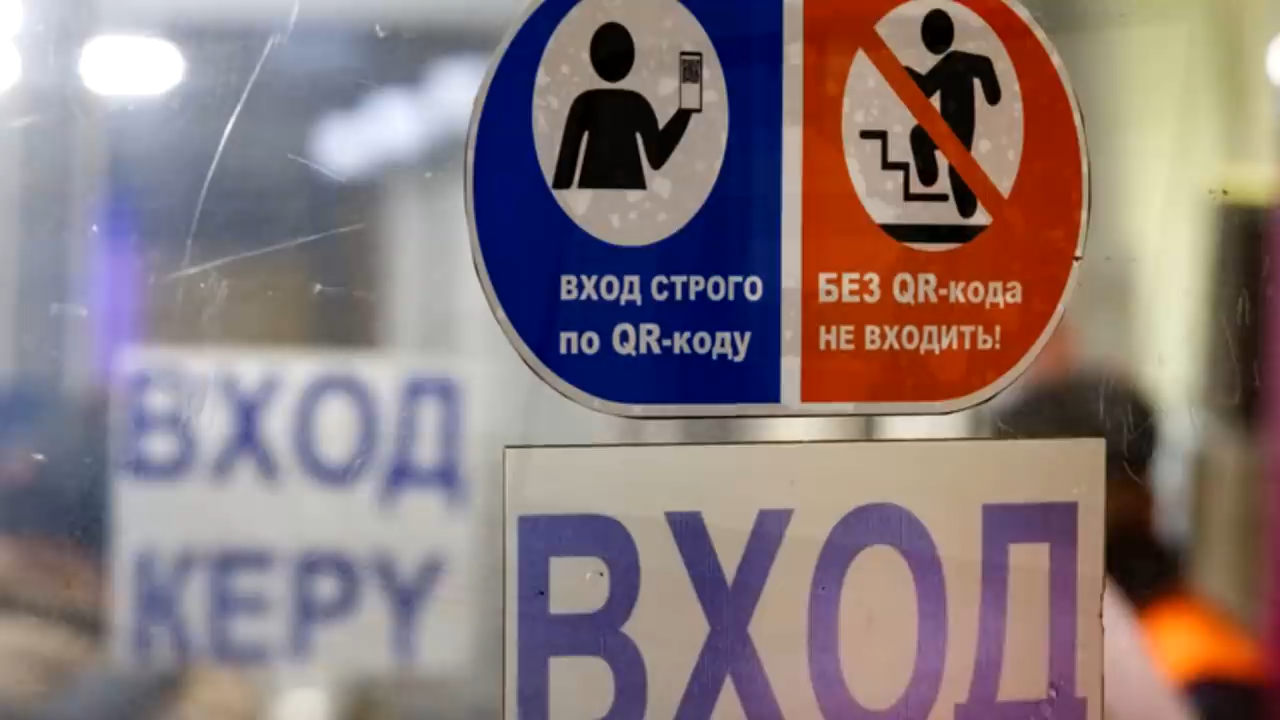 ВХОД СТРОГО
по QR-коду
БЕЗ QR-кода
НЕ ВХОДИТЬ!
ВХОД
КЕРУ
ВХОД